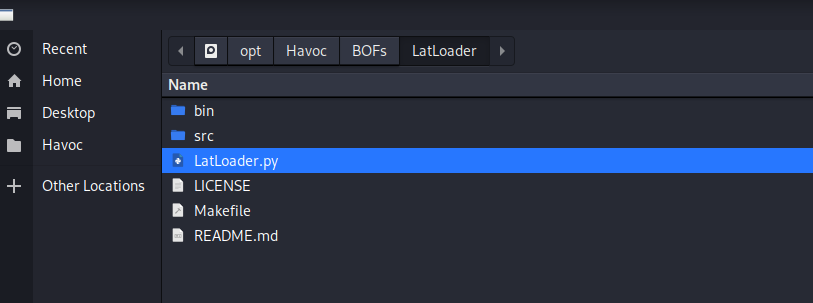 Recent
Home
Desktop
Havoc
Other Locations
opt Havoc BOFs LatLoader
Name
bin
src
LatLoader.py
LICENSE
Makefile
README.md